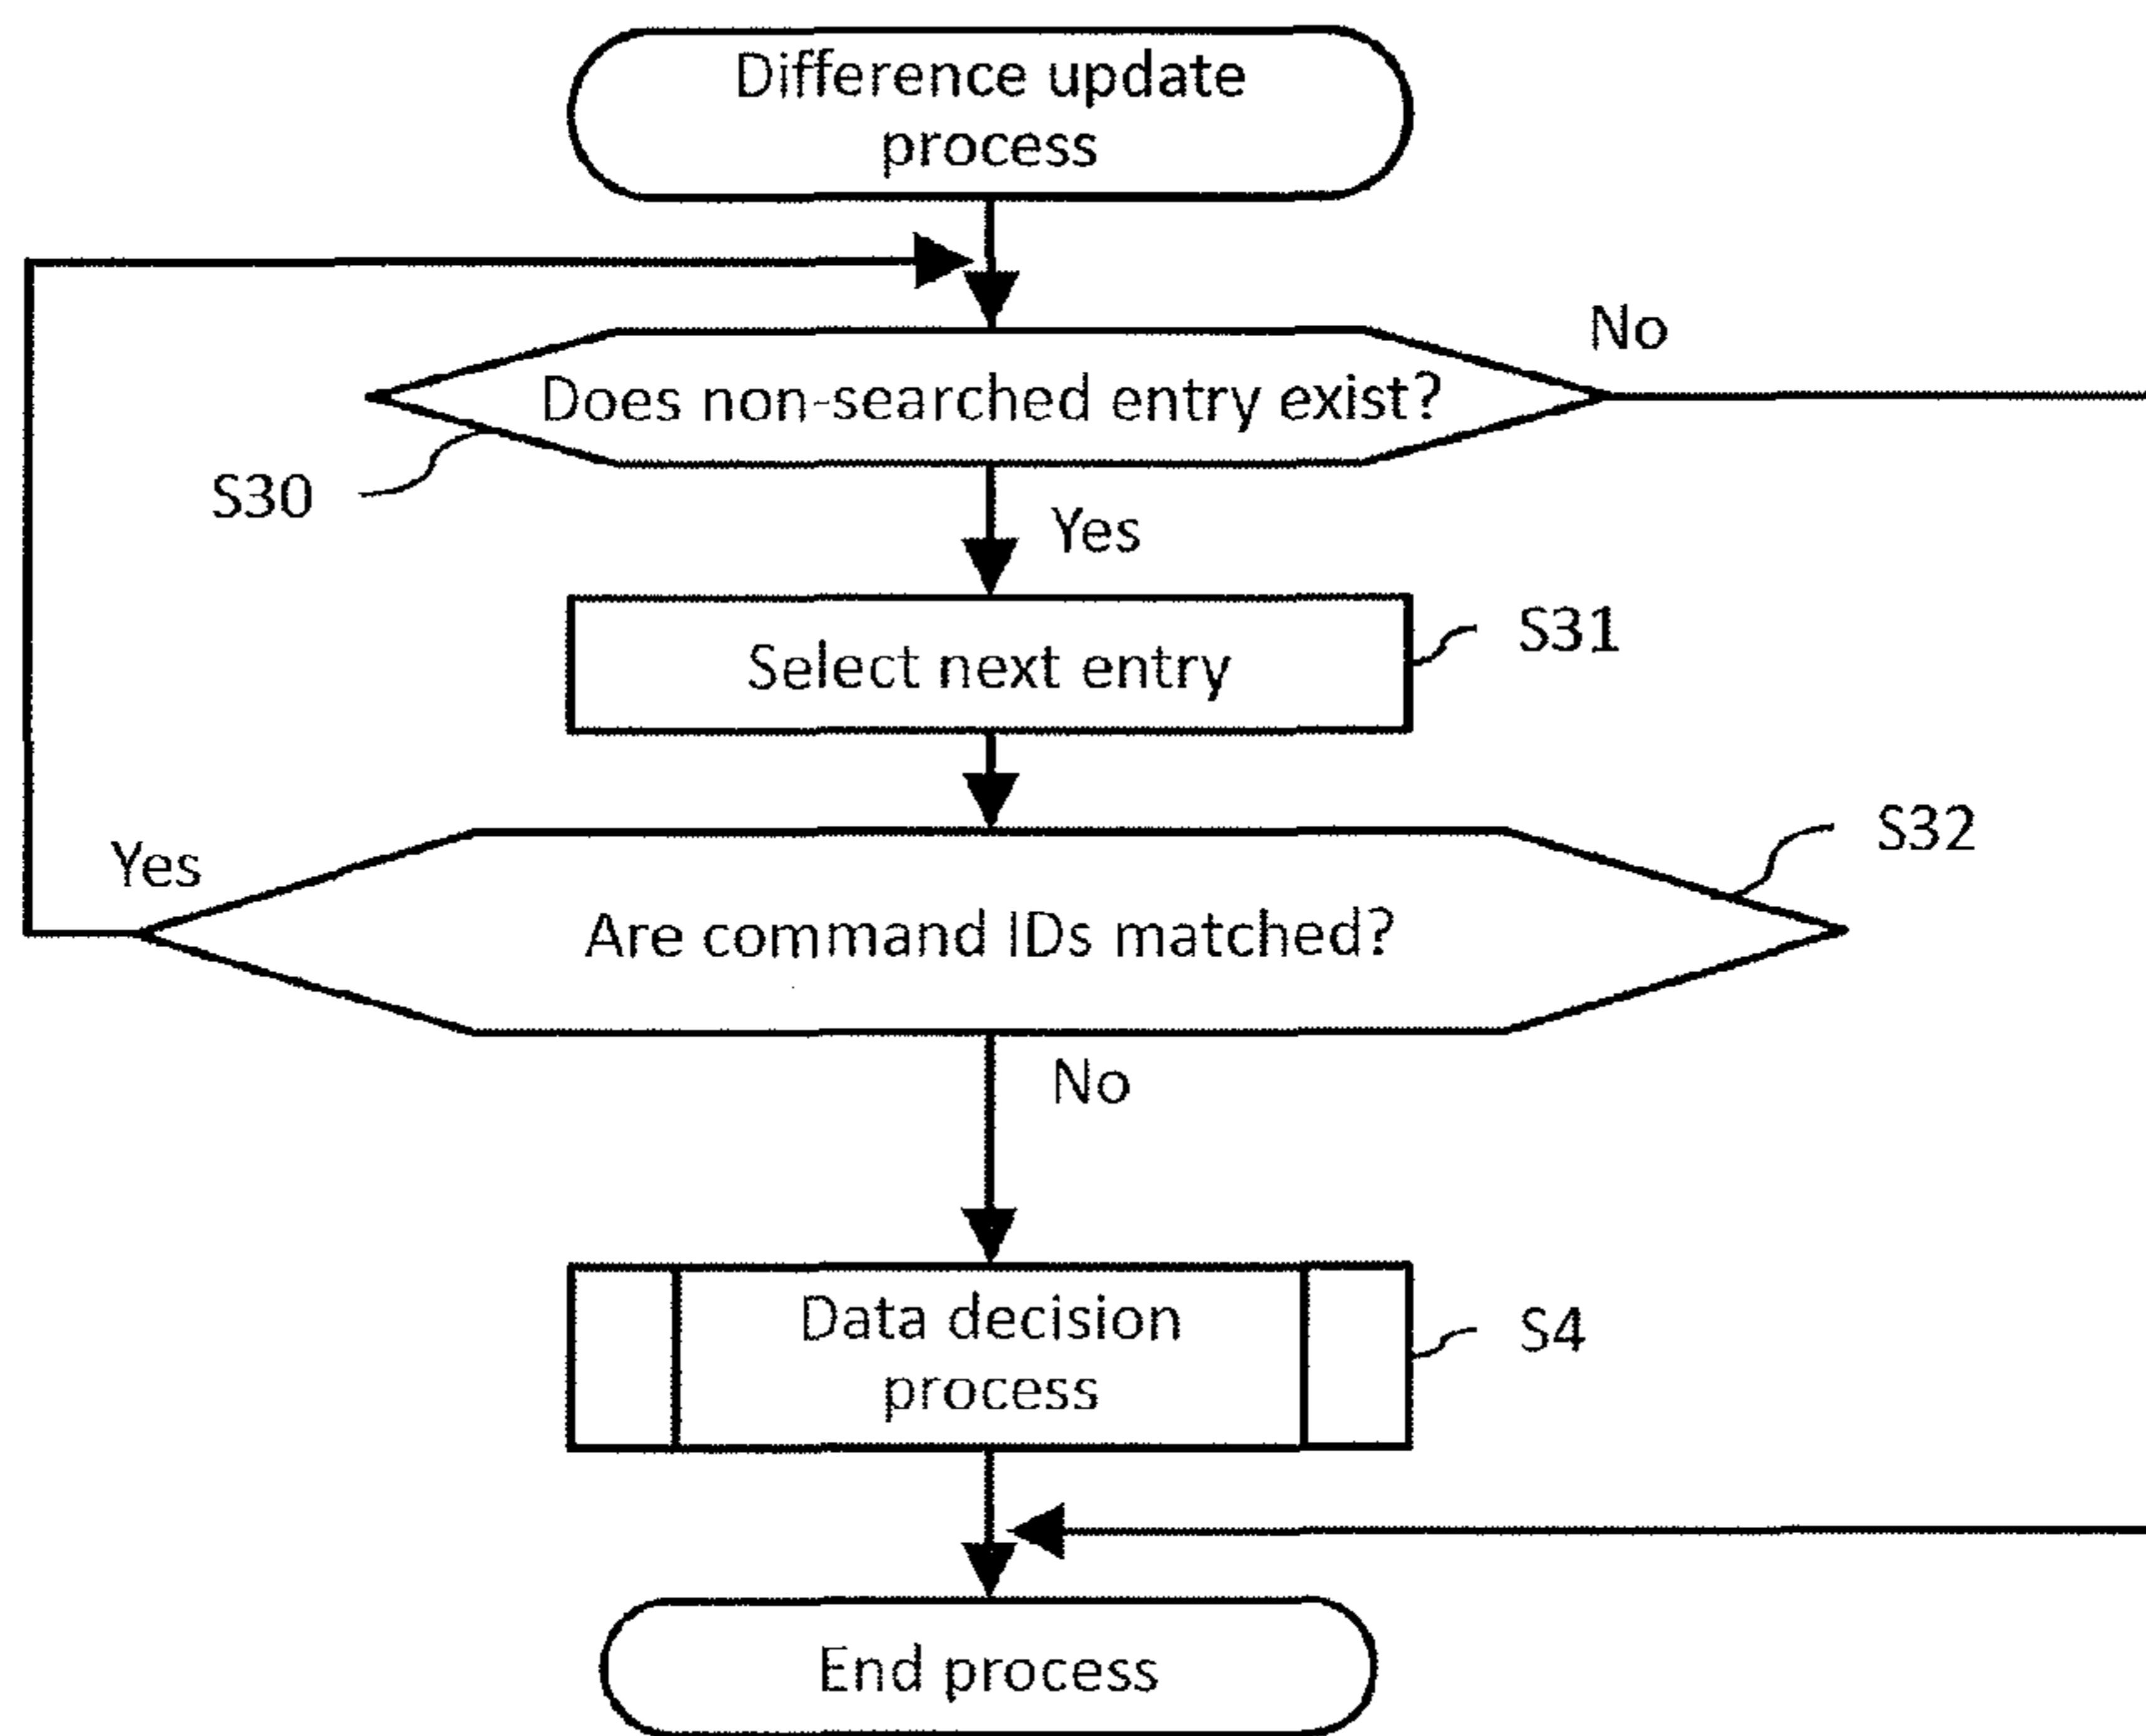 Difference update
process
No
Does non-searched entry exist?
S30
Yes
Select next entry
S31
Yes
S32
Are command IDs matched?
No
Data decision
process
S4
End process